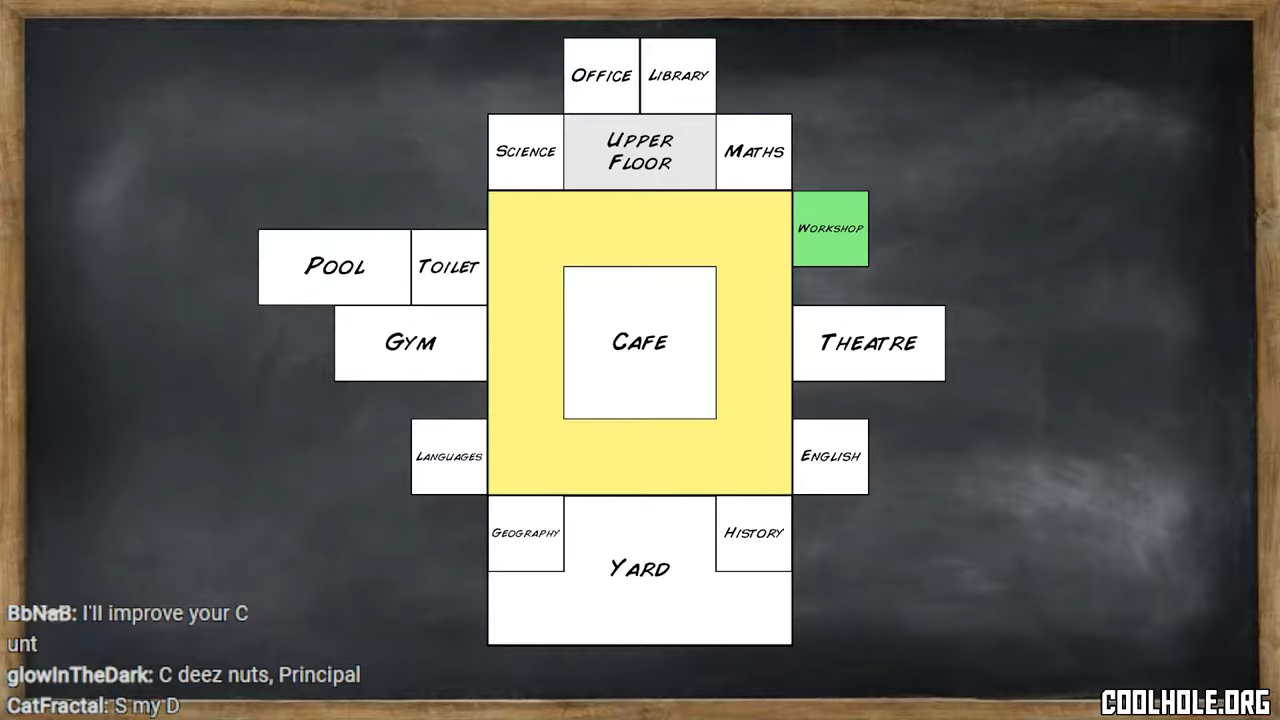 OFFICE
LIBRARY
SCIENCE
UPPER
FLOOR
MATHS
WORKSHOP
POOL
TOILET
GYM
CAFE
THEATRE
LANGUAGES
ENGLISH
GEOGRAPHY
HISTORY
YARD
BbNaB: I'll improve your C
unt
glowInTheDark: C deez nuts, Principal
CatFractal: S my D
COOLHOLE.ORG